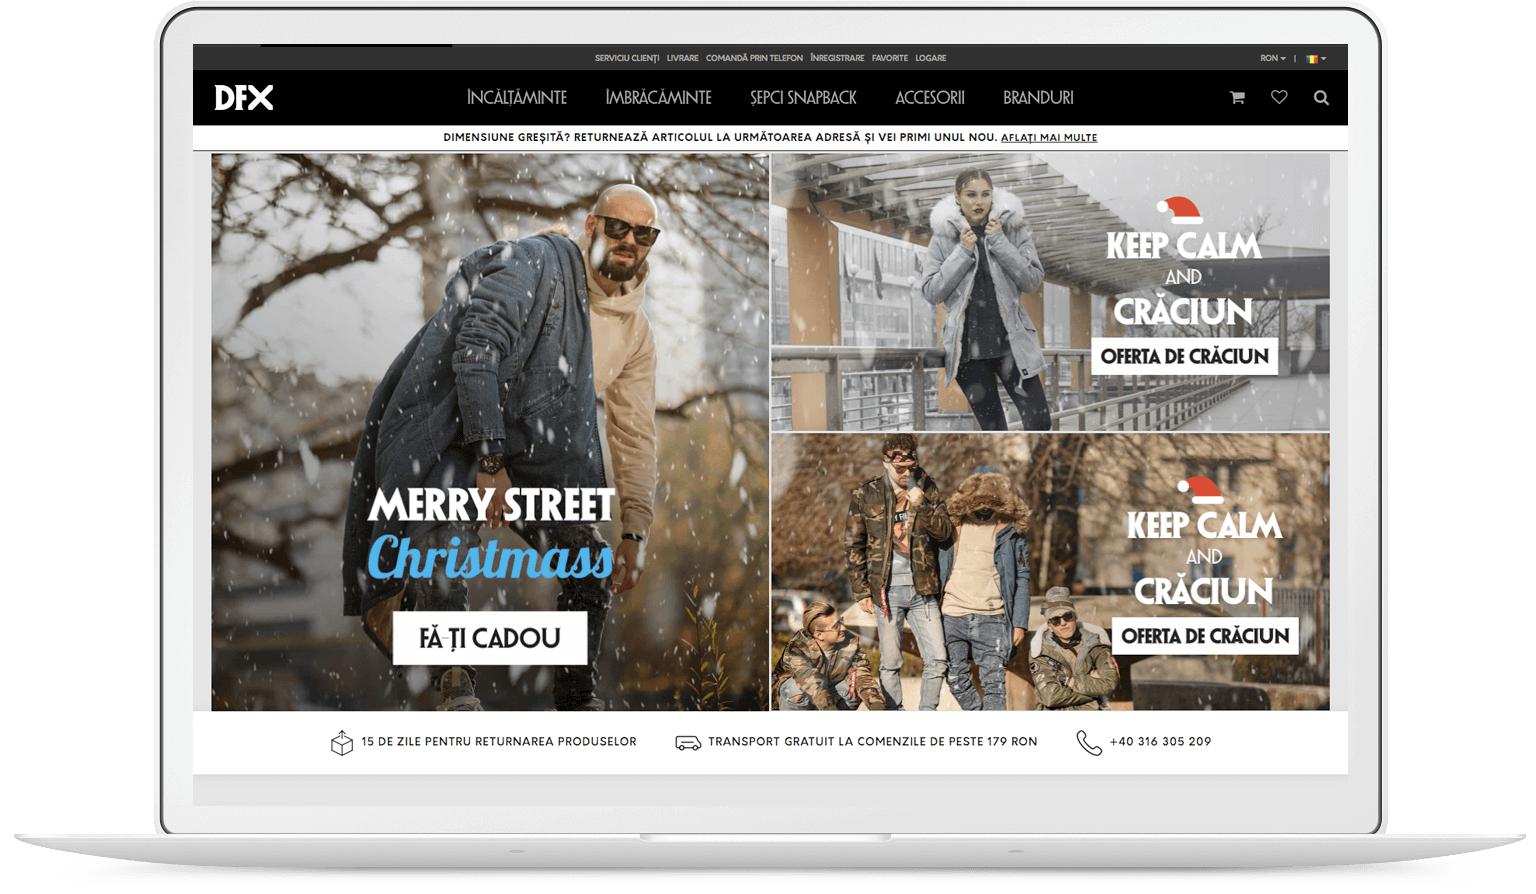 SERVICIU CLIENȚI LIVRARE COMANDĂ PRIN TELEFON ÎNREGISTRARE FAVORITE LOGARE
RON
DFX
ÎNCĂLȚĂMINTE ÎMBRĂCĂMINTE ȘEPCI SNAPBACK ACCESORII BRANDURI
DIMENSIUNE GREȘITĂ? RETURNEAZĂ ARTICOLUL LA URMĂTOAREA ADRESĂ ȘI VEI PRIMI UNUL NOU. AFLAȚI MAI MULTE
MERRY STREET
Christmass
FĂ-ȚI CADOU
KEEP CALM
AND
CRĂCIUN
OFERTA DE CRĂCIUN
KEEP CALM
AND
CRĂCIUN
OFERTA DE CRĂCIUN
15 DE ZILE PENTRU RETURNAREA PRODUSELOR
TRANSPORT GRATUIT LA COMENZILE DE PESTE 179 RON
+40 316 305 209